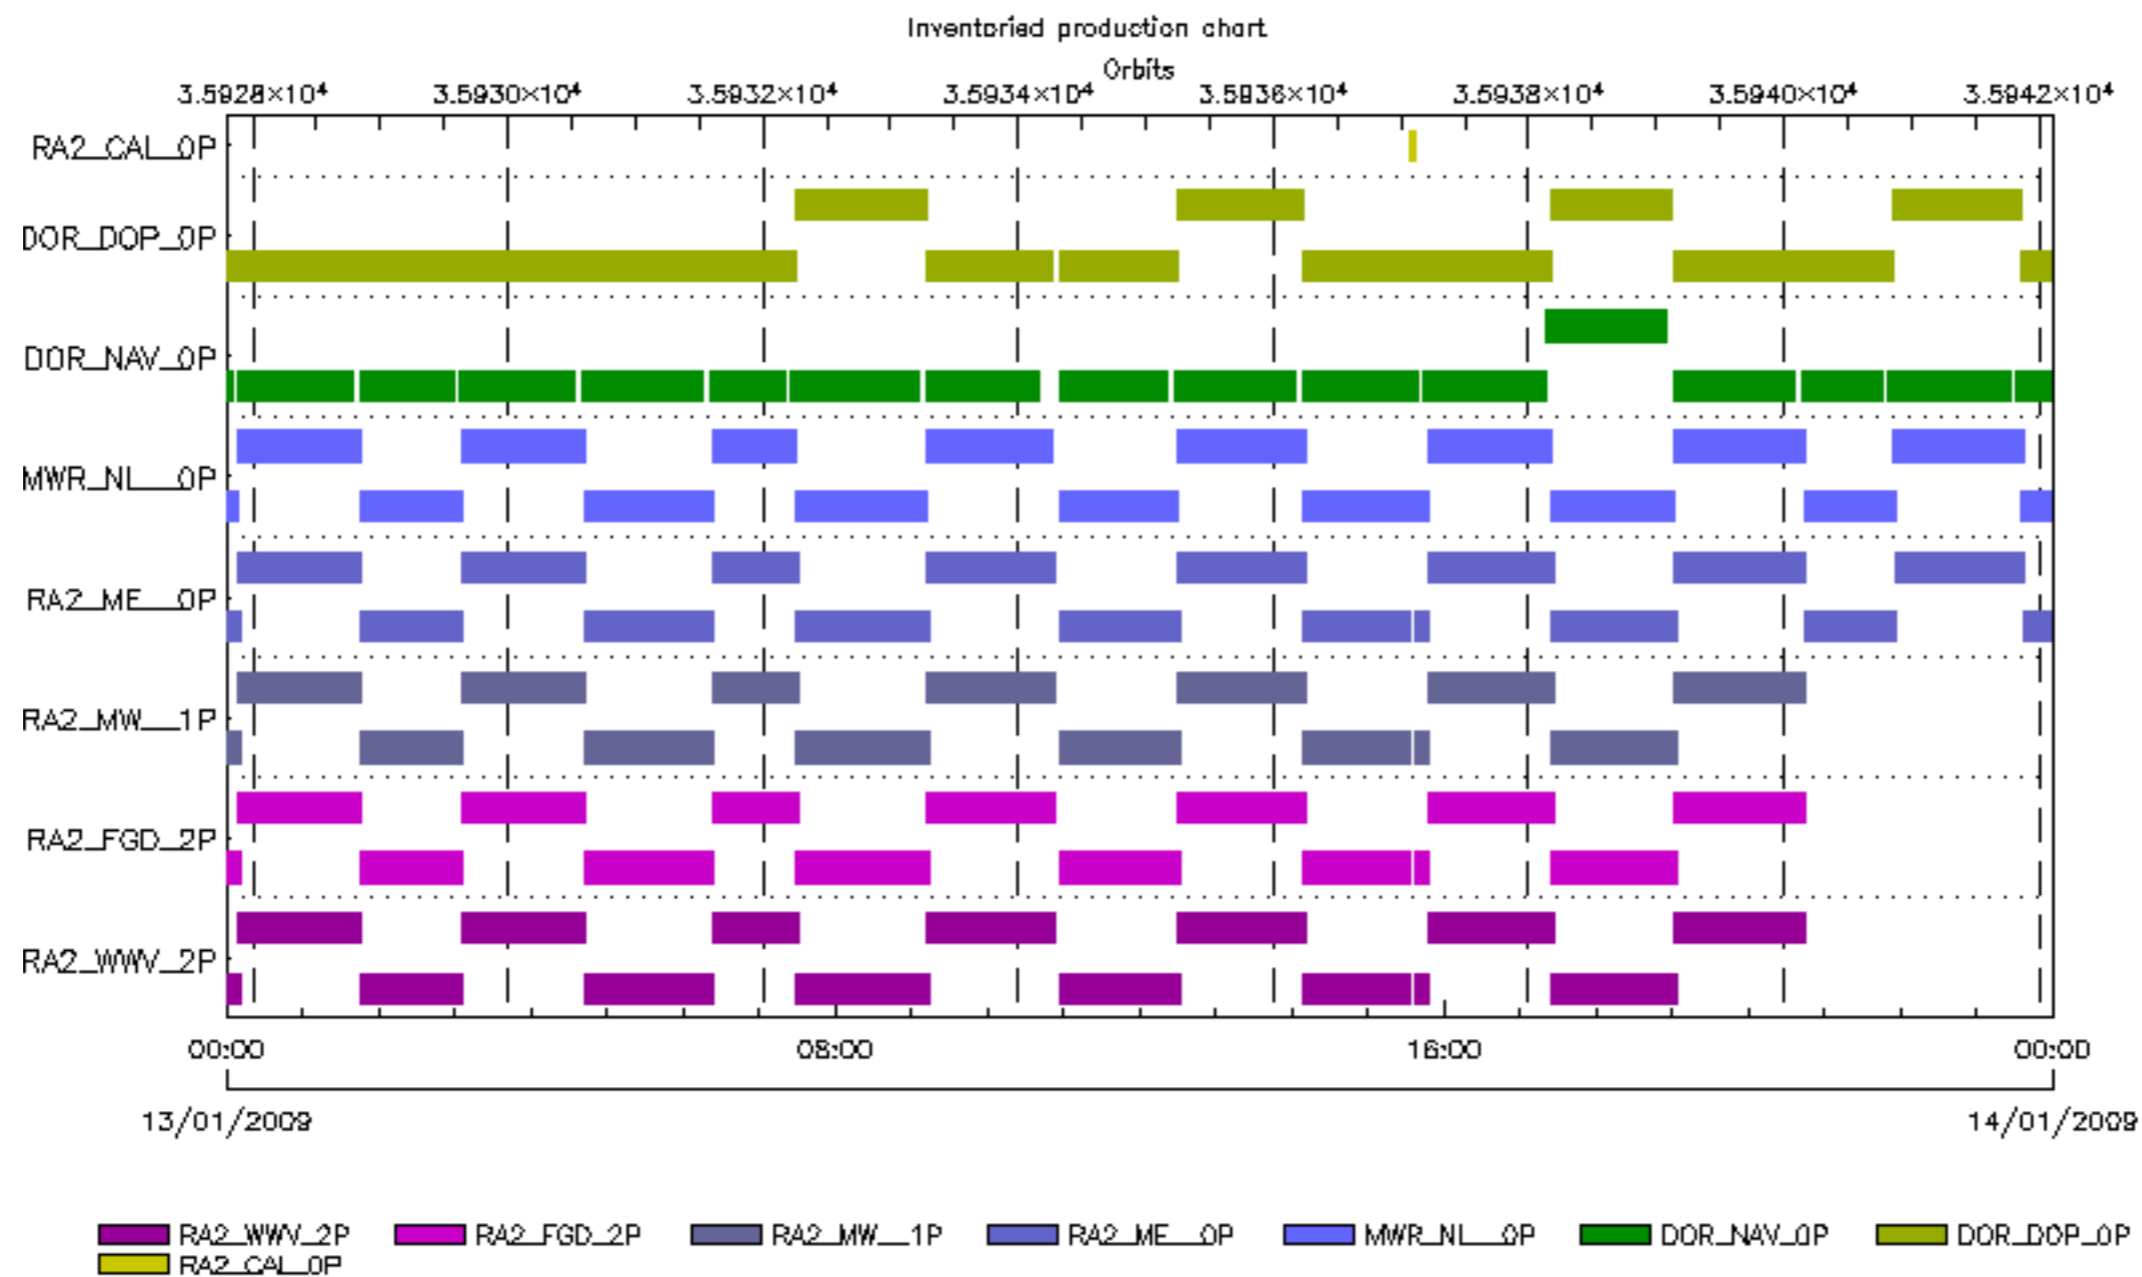 Inventoried production chart
Orbits
3.5928×10⁴ 3.5930×10⁴ 3.5932×10⁴ 3.5934×10⁴ 3.5936×10⁴ 3.5938×10⁴ 3.5940×10⁴ 3.5942×10⁴
RA2_CAL_0P
DOR_DOP_0P
DOR_NAV_0P
MWR_NL__0P
RA2_ME__0P
RA2_MW__1P
RA2_FGD_2P
RA2_WWV_2P
00:00 08:00 16:00 00:00
13/01/2009 14/01/2009
RA2_WWV_2P RA2_FGD_2P RA2_MW__1P RA2_ME__0P MWR_NL__0P DOR_NAV_0P DOR_DOP_0P
RA2_CAL_0P